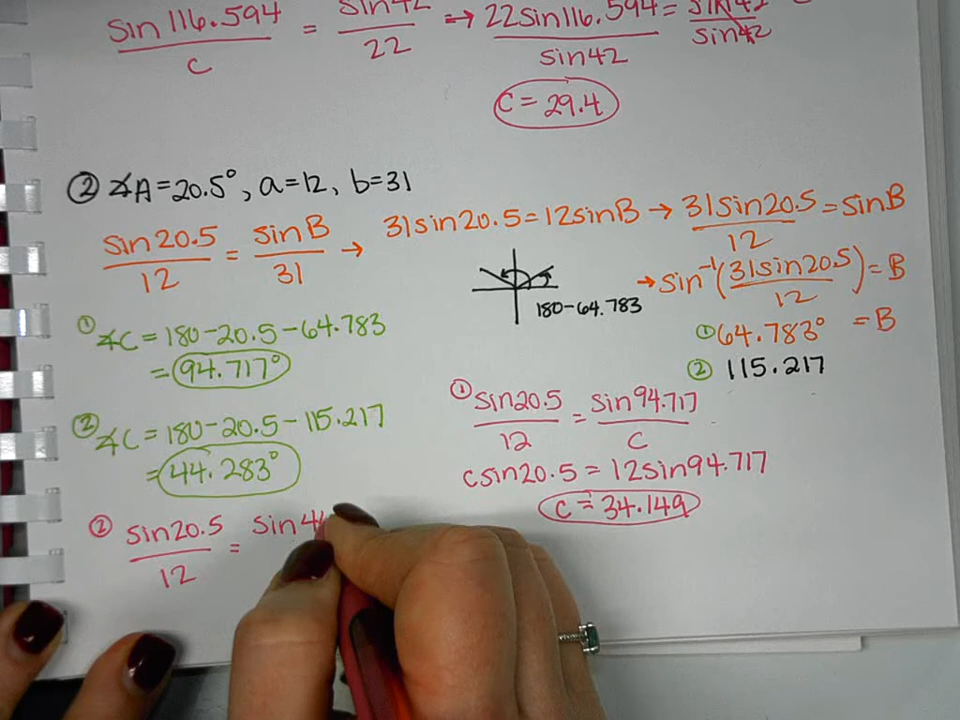 sin 116.594 / c = sin42 / 22 → 22sin116.594 / sin42 = sin42 / sin42
c = 29.4
② ∡A = 20.5°, a = 12, b = 31
sin 20.5 / 12 = sinB / 31 → 31sin20.5 = 12sinB → 31sin20.5 / 12 = sinB
→ sin⁻¹(31sin20.5 / 12) = B
180-64.783
① 64.783° = B
② 115.217
① ∡C = 180-20.5-64.783
= 94.717°
② ∡C = 180-20.5-115.217
= 44.283°
① sin20.5 / 12 = sin94.717 / c
csin20.5 = 12sin94.717
c = 34.149
② sin20.5 / 12 = sin 44